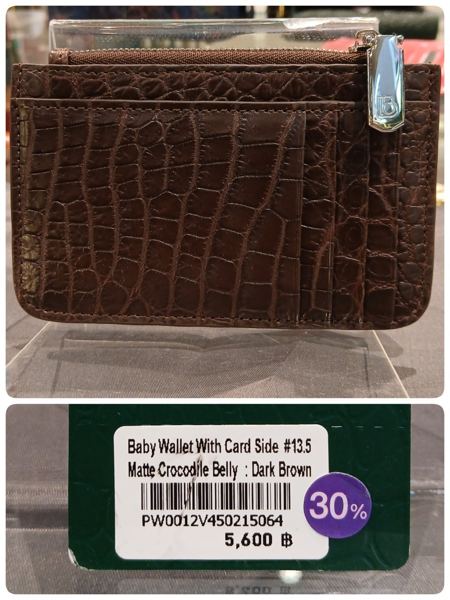 B
Baby Wallet With Card Side #13.5
Matte Crocodile Belly : Dark Brown
PW0012V450215064
5,600 ฿
30%